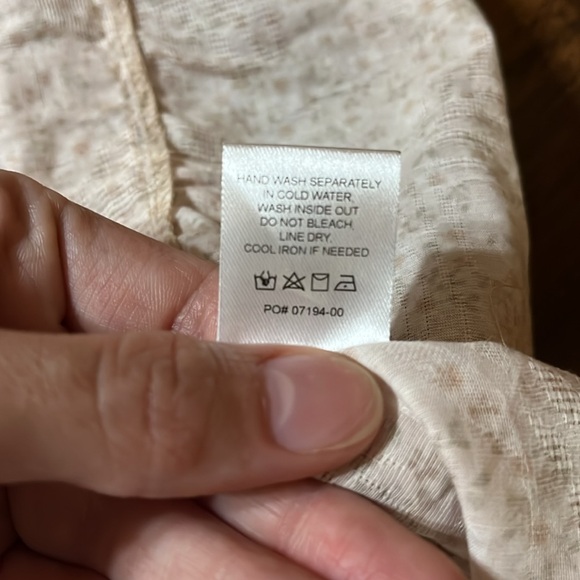 HAND WASH SEPARATELY
IN COLD WATER,
WASH INSIDE OUT
DO NOT BLEACH,
LINE DRY,
COOL IRON IF NEEDED
PO# 07194-00